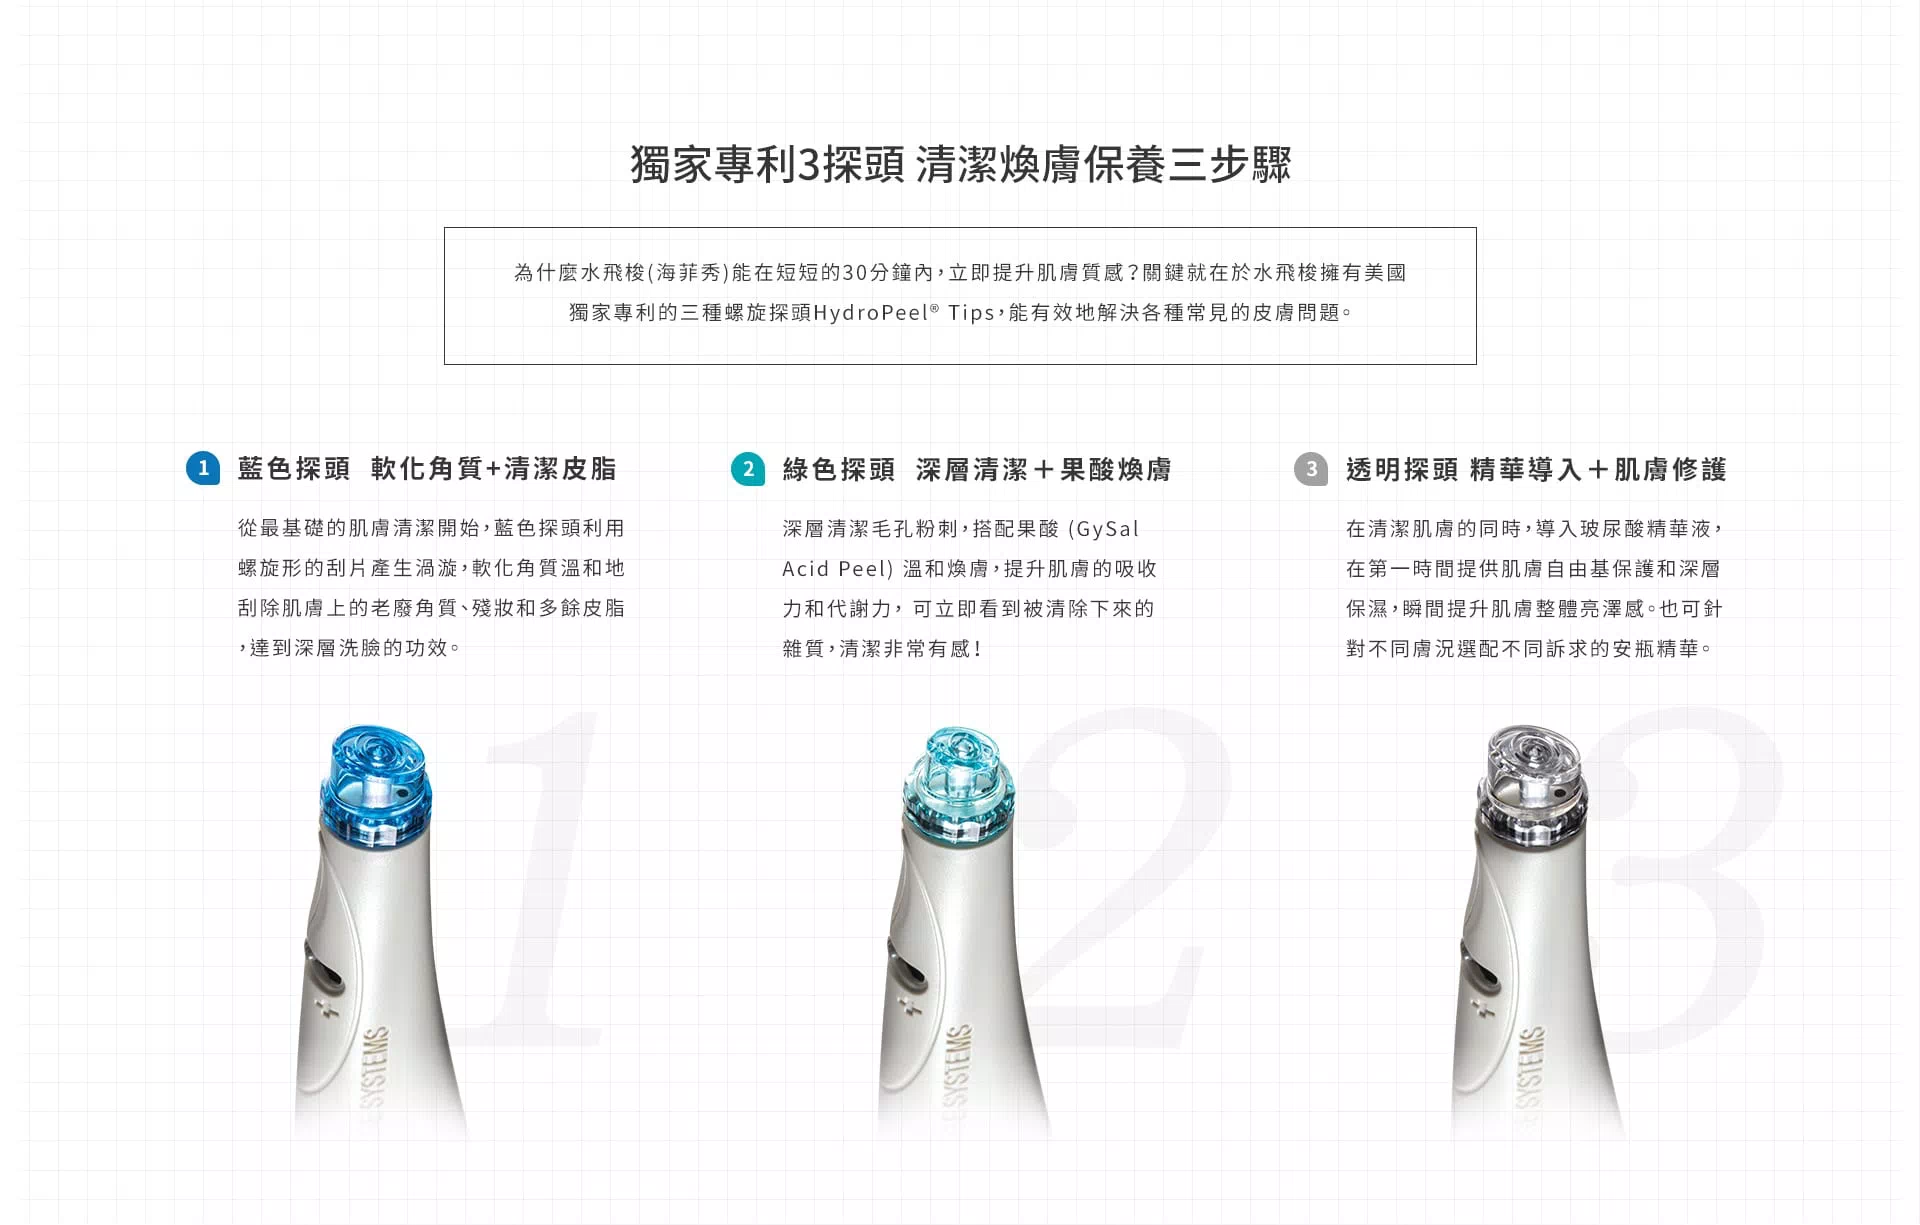 獨家專利3探頭 清潔煥膚保養三步驟
為什麼水飛梭(海菲秀)能在短短的30分鐘內，立即提升肌膚質感？關鍵就在於水飛梭擁有美國
獨家專利的三種螺旋探頭HydroPeel® Tips，能有效地解決各種常見的皮膚問題。
1 藍色探頭 軟化角質+清潔皮脂
從最基礎的肌膚清潔開始，藍色探頭利用
螺旋形的刮片產生渦漩，軟化角質溫和地
刮除肌膚上的老廢角質、殘妝和多餘皮脂
，達到深層洗臉的功效。
2 綠色探頭 深層清潔＋果酸煥膚
深層清潔毛孔粉刺，搭配果酸 (GySal
Acid Peel) 溫和煥膚，提升肌膚的吸收
力和代謝力， 可立即看到被清除下來的
雜質，清潔非常有感！
3 透明探頭 精華導入＋肌膚修護
在清潔肌膚的同時，導入玻尿酸精華液，
在第一時間提供肌膚自由基保護和深層
保濕，瞬間提升肌膚整體亮澤感。也可針
對不同膚況選配不同訴求的安瓶精華。
1
SYSTEMS
2
SYSTEMS
3
SYSTEMS